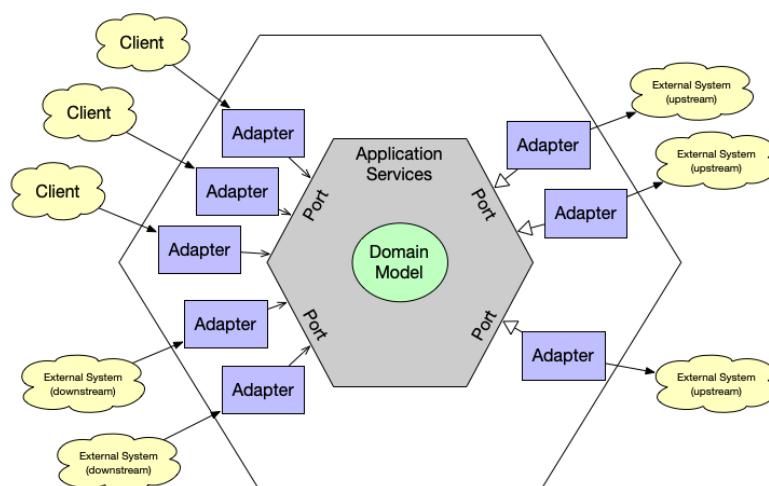 Client
Client
Client
Adapter
Adapter
Adapter
Adapter
Adapter
External System
(downstream)
External System
(downstream)
Port
Port
Application
Services
Domain
Model
Port
Port
Adapter
Adapter
Adapter
External System
(upstream)
External System
(upstream)
External System
(upstream)